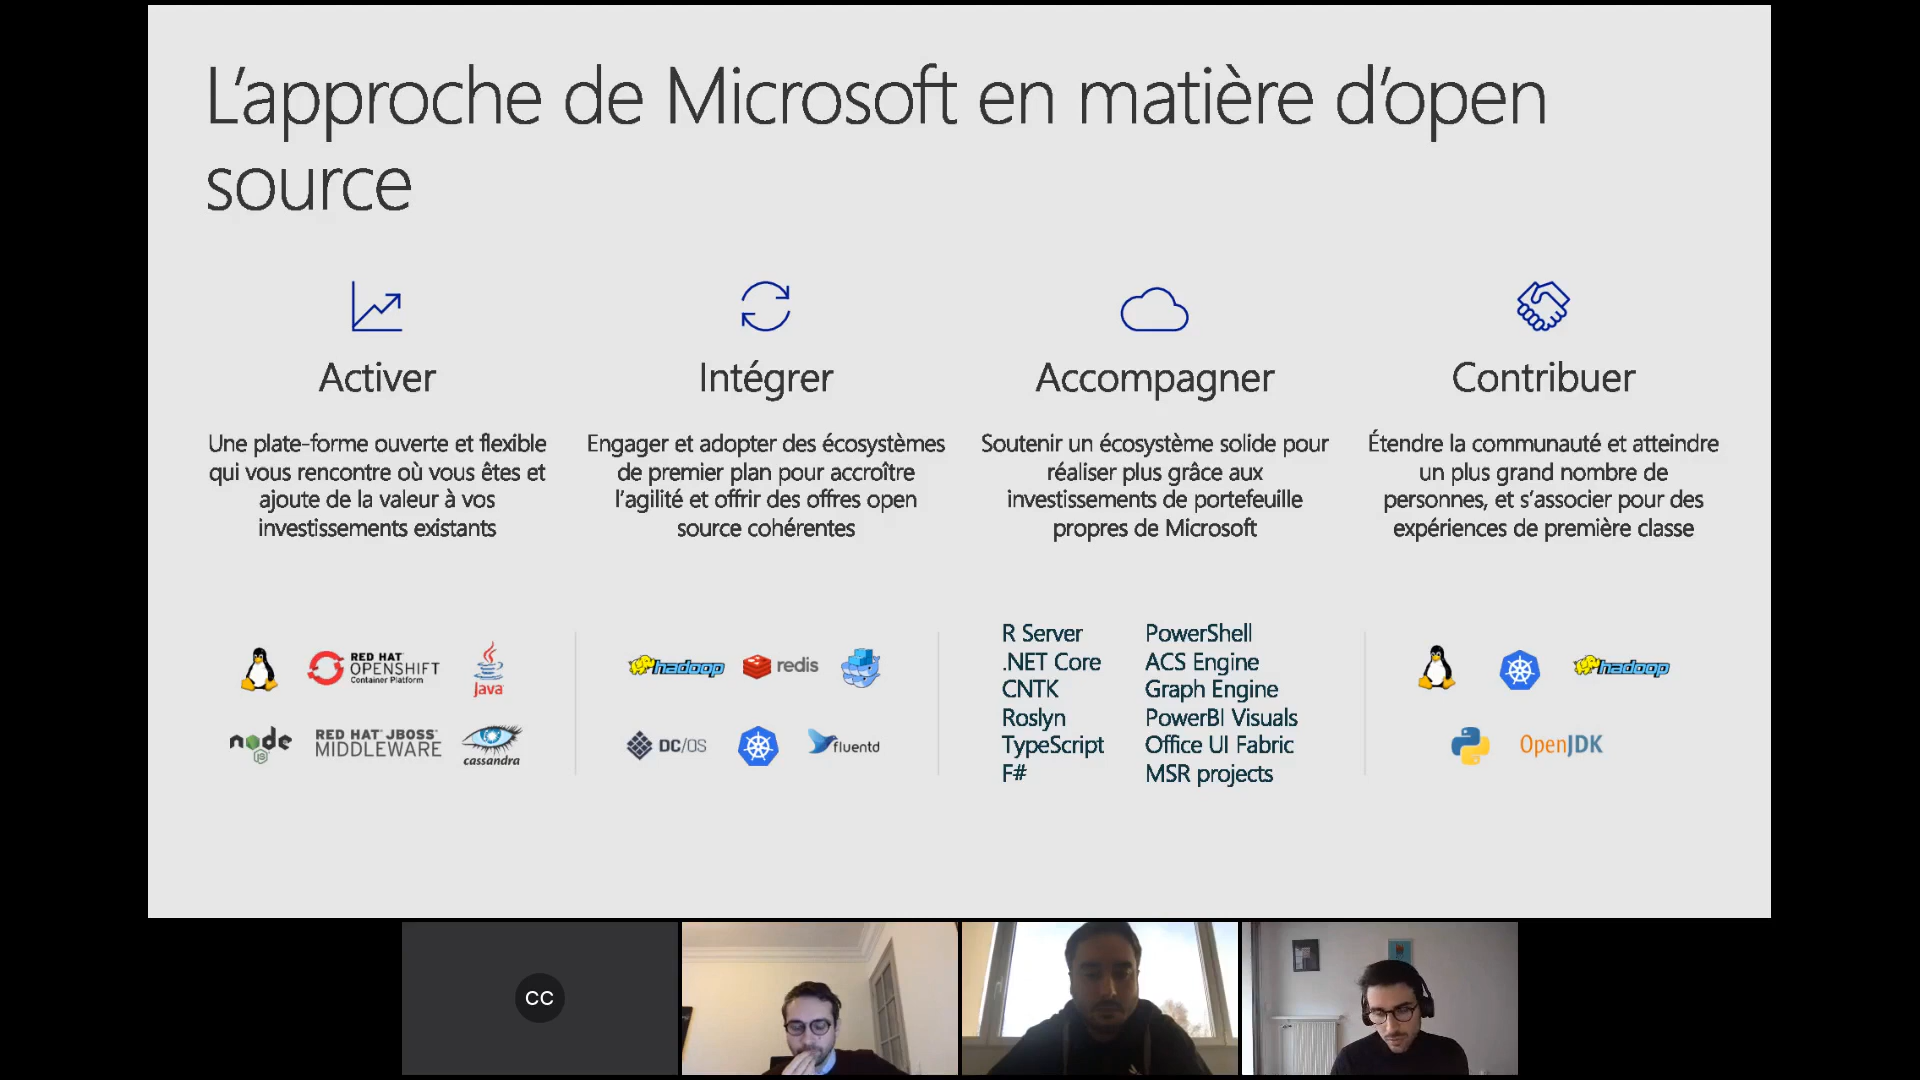 L’approche de Microsoft en matière d’open
source
Activer
Une plate-forme ouverte et flexible
qui vous rencontre où vous êtes et
ajoute de la valeur à vos
investissements existants
Intégrer
Engager et adopter des écosystèmes
de premier plan pour accroître
l’agilité et offrir des offres open
source cohérentes
Accompagner
Soutenir un écosystème solide pour
réaliser plus grâce aux
investissements de portefeuille
propres de Microsoft
Contribuer
Étendre la communauté et atteindre
un plus grand nombre de
personnes, et s’associer pour des
expériences de première classe
RED HAT
OPENSHIFT
Container Platform
Java
node
JS
RED HAT JBOSS
MIDDLEWARE
cassandra
hadoop
redis
DC/OS
fluentd
R Server
.NET Core
CNTK
Roslyn
TypeScript
F#
PowerShell
ACS Engine
Graph Engine
PowerBI Visuals
Office UI Fabric
MSR projects
hadoop
OpenJDK
CC